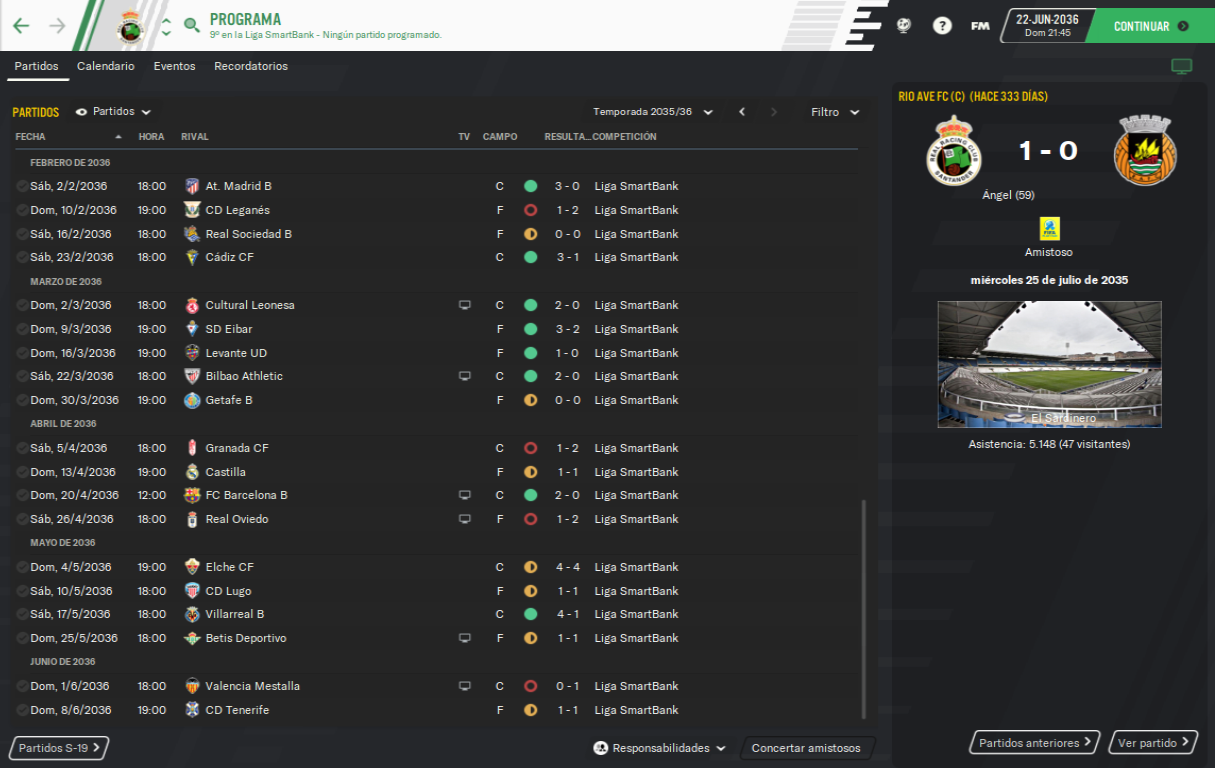 PROGRAMA
9º en la Liga SmartBank - Ningún partido programado.
?
FM
22-JUN-2036
Dom 21:45
CONTINUAR
Partidos Calendario Eventos Recordatorios
PARTIDOS Partidos Temporada 2035/36 Filtro
FECHA HORA RIVAL TV CAMPO RESULTA... COMPETICIÓN
FEBRERO DE 2036
Sáb, 2/2/2036 18:00 At. Madrid B C 3 - 0 Liga SmartBank
Dom, 10/2/2036 19:00 CD Leganés F 1 - 2 Liga SmartBank
Sáb, 16/2/2036 18:00 Real Sociedad B F 0 - 0 Liga SmartBank
Sáb, 23/2/2036 18:00 Cádiz CF C 3 - 1 Liga SmartBank
MARZO DE 2036
Dom, 2/3/2036 18:00 Cultural Leonesa C 2 - 0 Liga SmartBank
Dom, 9/3/2036 19:00 SD Eibar F 3 - 2 Liga SmartBank
Dom, 16/3/2036 19:00 Levante UD F 1 - 0 Liga SmartBank
Sáb, 22/3/2036 18:00 Bilbao Athletic C 2 - 0 Liga SmartBank
Dom, 30/3/2036 19:00 Getafe B F 0 - 0 Liga SmartBank
ABRIL DE 2036
Sáb, 5/4/2036 18:00 Granada CF C 1 - 2 Liga SmartBank
Dom, 13/4/2036 19:00 Castilla F 1 - 1 Liga SmartBank
Dom, 20/4/2036 12:00 FC Barcelona B C 2 - 0 Liga SmartBank
Sáb, 26/4/2036 18:00 Real Oviedo F 1 - 2 Liga SmartBank
MAYO DE 2036
Dom, 4/5/2036 19:00 Elche CF C 4 - 4 Liga SmartBank
Sáb, 10/5/2036 18:00 CD Lugo F 1 - 1 Liga SmartBank
Sáb, 17/5/2036 18:00 Villarreal B C 4 - 1 Liga SmartBank
Dom, 25/5/2036 18:00 Betis Deportivo F 1 - 1 Liga SmartBank
JUNIO DE 2036
Dom, 1/6/2036 18:00 Valencia Mestalla C 0 - 1 Liga SmartBank
Dom, 8/6/2036 19:00 CD Tenerife F 1 - 1 Liga SmartBank
Partidos S-19 Responsabilidades Concertar amistosos
RIO AVE FC (C) (HACE 333 DÍAS)
REAL RACING CLUB
SANTANDER
1 - 0
Ángel (59)
Amistoso
miércoles 25 de julio de 2035
El Sardinero
Asistencia: 5.148 (47 visitantes)
Partidos anteriores Ver partido